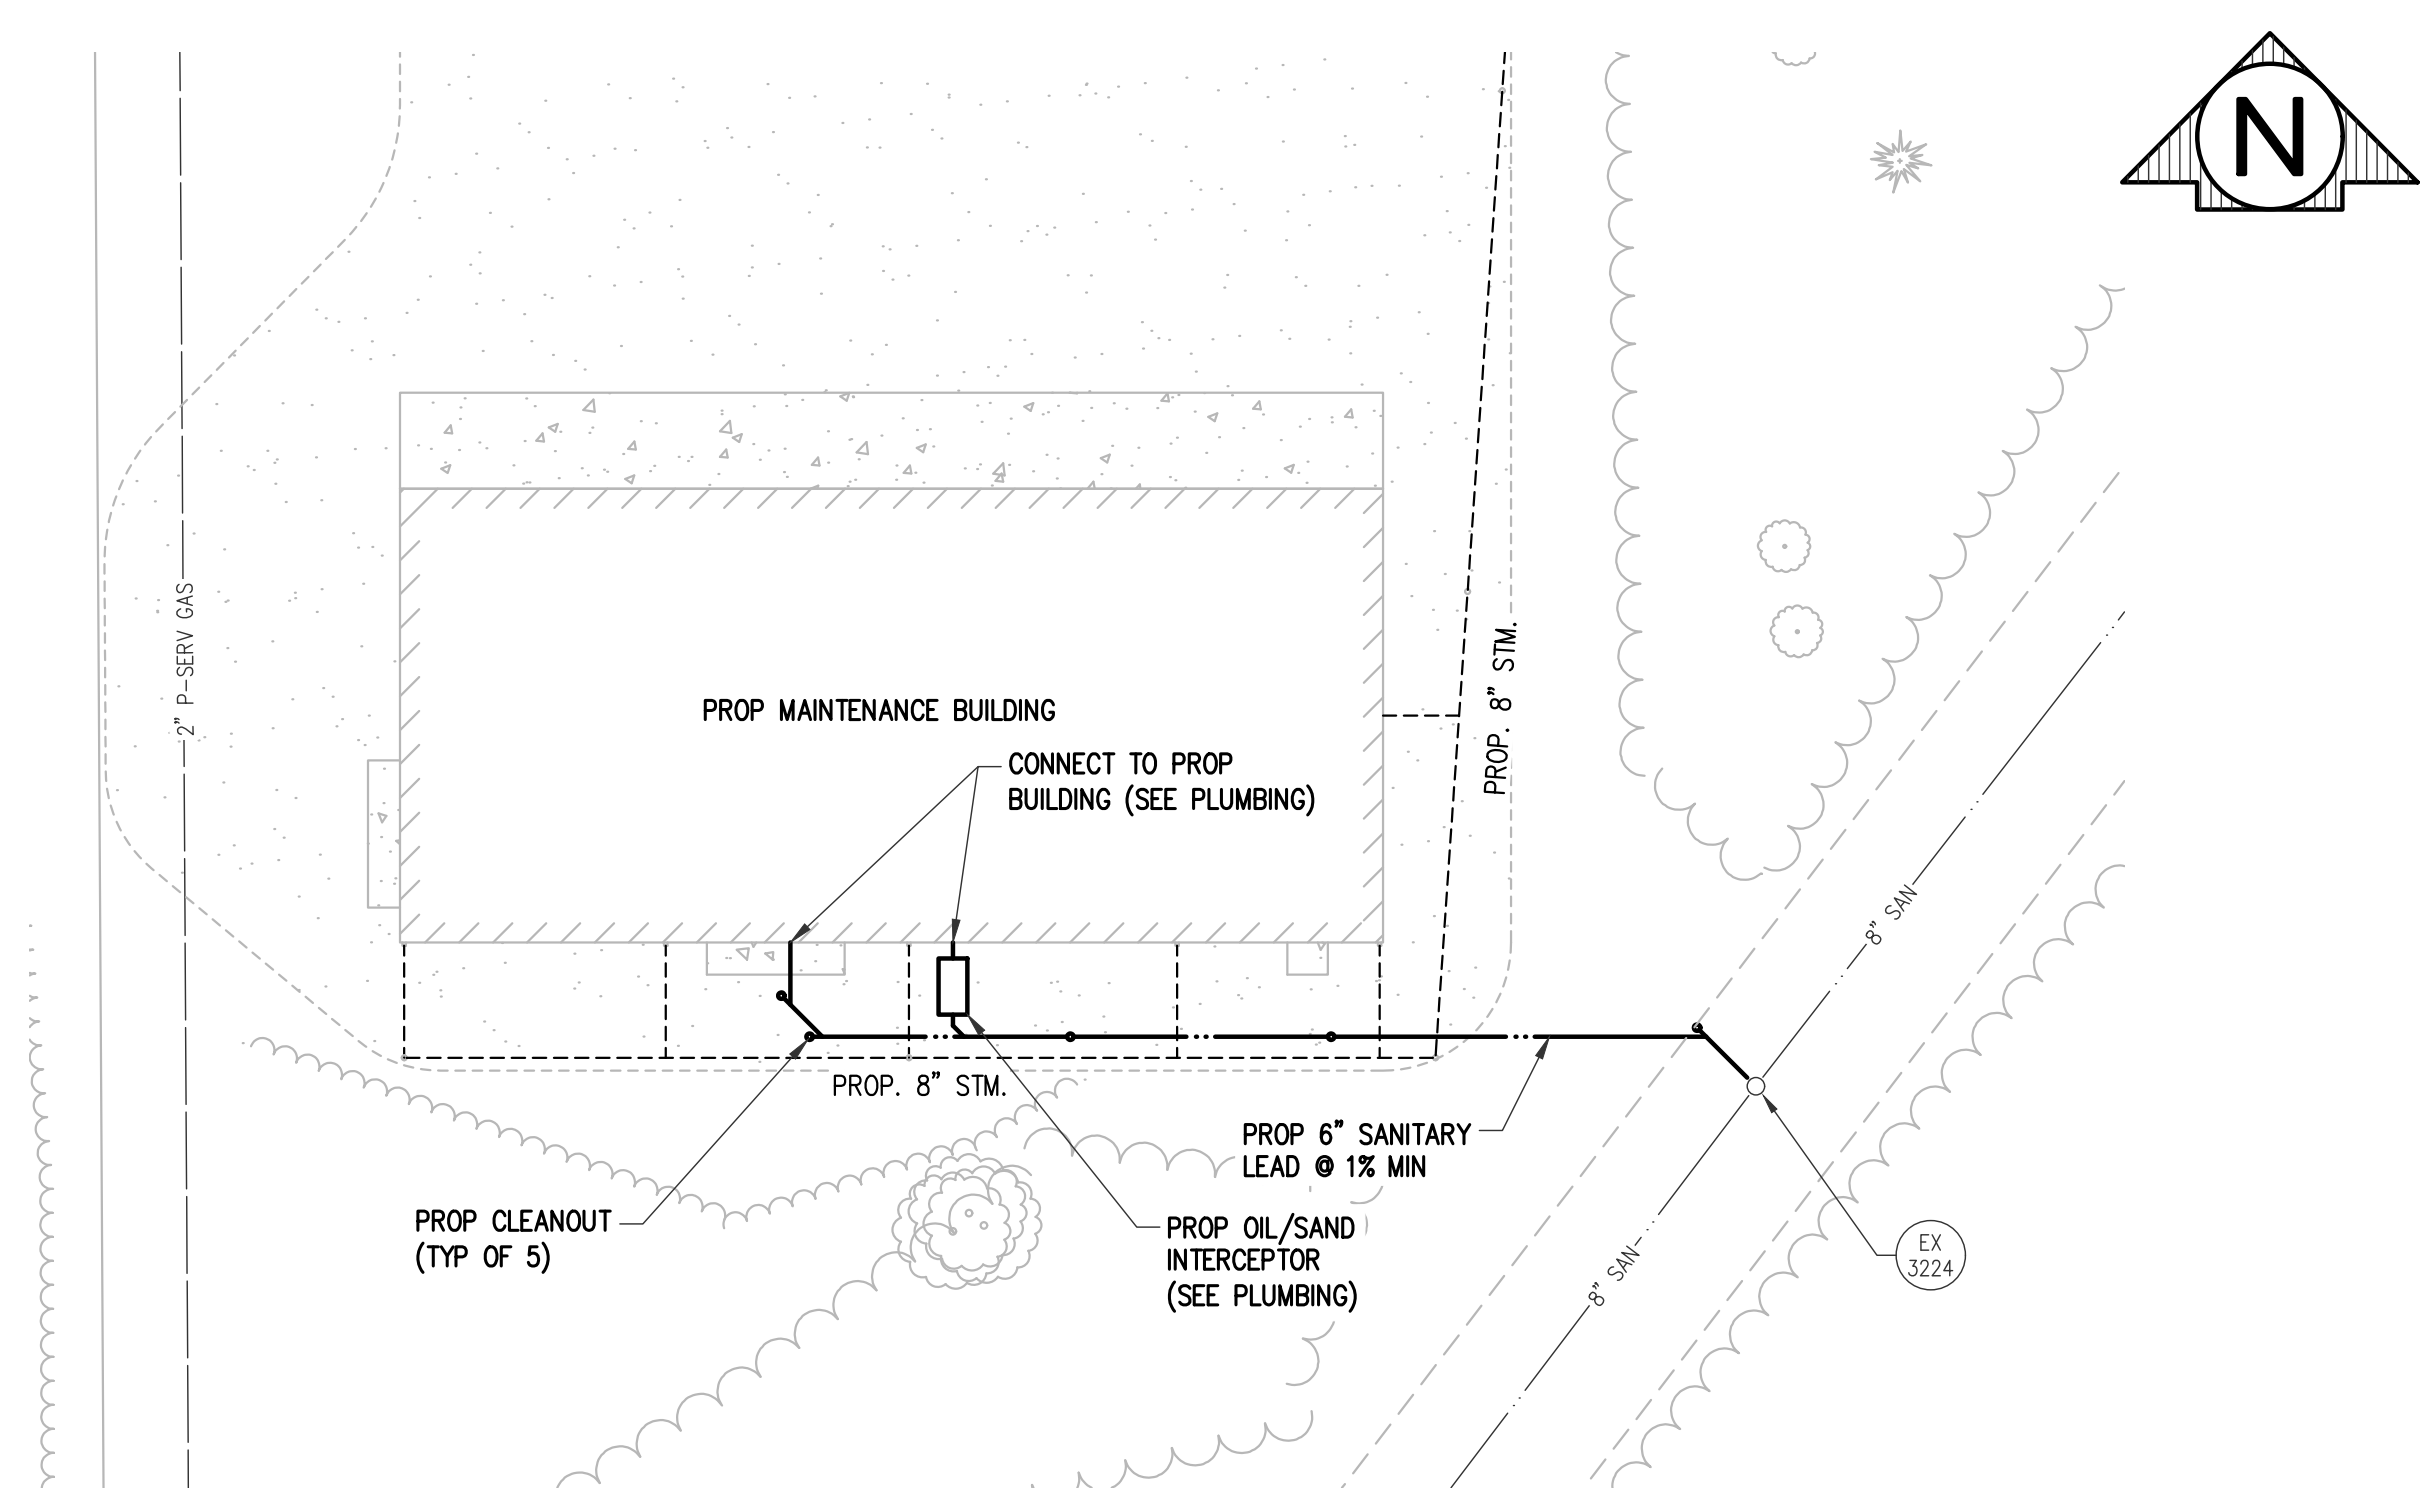 N
2" P-SERV GAS
PROP. 8" STM.
PROP MAINTENANCE BUILDING
CONNECT TO PROP
BUILDING (SEE PLUMBING)
8" SAN
PROP. 8" STM.
PROP 6" SANITARY
LEAD @ 1% MIN
PROP CLEANOUT
(TYP OF 5)
PROP OIL/SAND
INTERCEPTOR
(SEE PLUMBING)
8" SAN
EX
3224